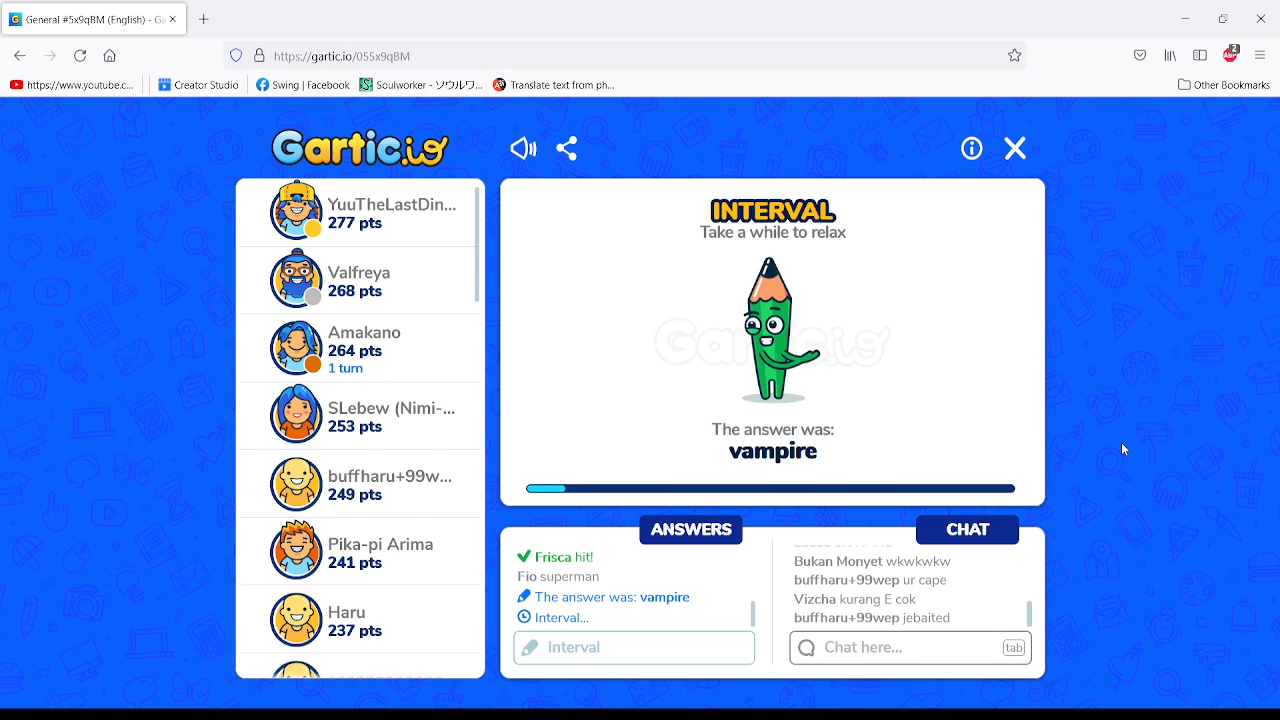 General #5x9qBM (English) - Ga
https://gartic.io/055x9qBM
2
https://www.youtube.c...
Creator Studio
Swing | Facebook
Soulworker - ソウルワ...
Translate text from ph...
Other Bookmarks
Gartic.io
YuuTheLastDin...
277 pts
Valfreya
268 pts
Amakano
264 pts
1 turn
SLebew (Nimi-...
253 pts
buffharu+99w...
249 pts
Pika-pi Arima
241 pts
Haru
237 pts
INTERVAL
Take a while to relax
The answer was:
vampire
ANSWERS
Frisca hit!
Fio superman
The answer was: vampire
Interval...
Interval
CHAT
Bukan Monyet wkwkwkw
buffharu+99wep ur cape
Vizcha kurang E cok
buffharu+99wep jebaited
Chat here...
tab